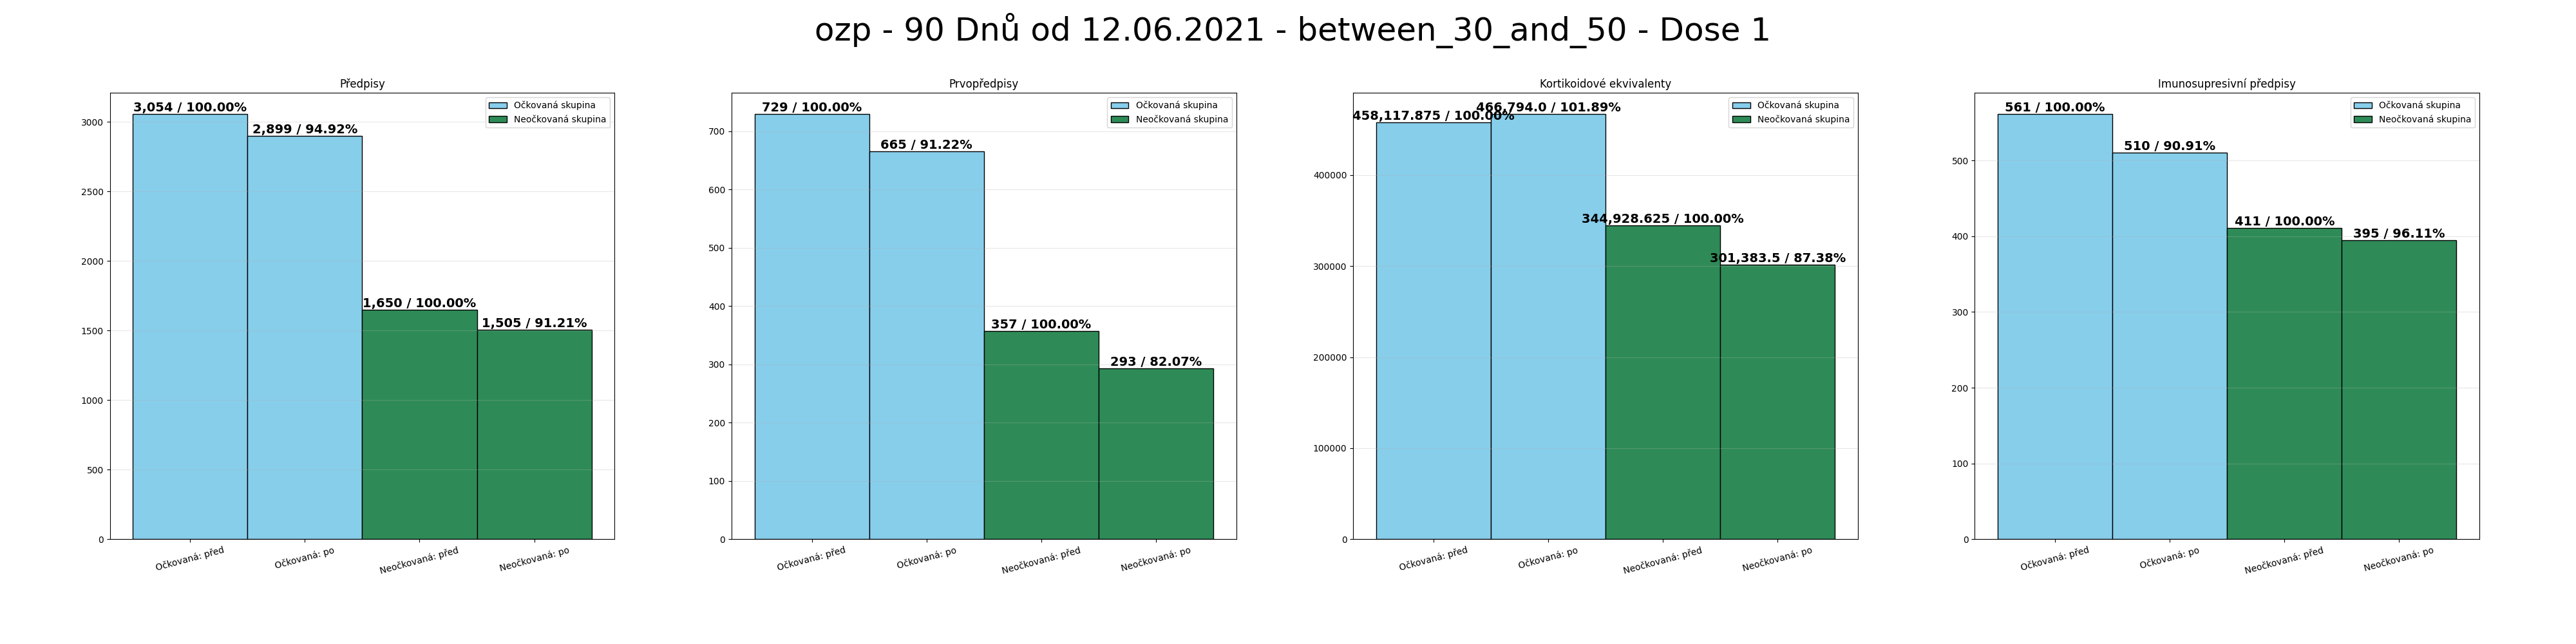 ozp - 90 Dnů od 12.06.2021 - between_30_and_50 - Dose 1
Předpisy
3,054 / 100.00%
2,899 / 94.92%
1,650 / 100.00%
1,505 / 91.21%
Očkovaná skupina
Neočkovaná skupina
3000
2500
2000
1500
1000
500
0
Očkovaná: před
Očkovaná: po
Neočkovaná: před
Neočkovaná: po
Prvopředpisy
729 / 100.00%
665 / 91.22%
357 / 100.00%
293 / 82.07%
Očkovaná skupina
Neočkovaná skupina
700
600
500
400
300
200
100
0
Očkovaná: před
Očkovaná: po
Neočkovaná: před
Neočkovaná: po
Kortikoidové ekvivalenty
458,117.875 / 100.00%
466,794.0 / 101.89%
344,928.625 / 100.00%
301,383.5 / 87.38%
Očkovaná skupina
Neočkovaná skupina
400000
300000
200000
100000
0
Očkovaná: před
Očkovaná: po
Neočkovaná: před
Neočkovaná: po
Imunosupresivní předpisy
561 / 100.00%
510 / 90.91%
411 / 100.00%
395 / 96.11%
Očkovaná skupina
Neočkovaná skupina
500
400
300
200
100
0
Očkovaná: před
Očkovaná: po
Neočkovaná: před
Neočkovaná: po